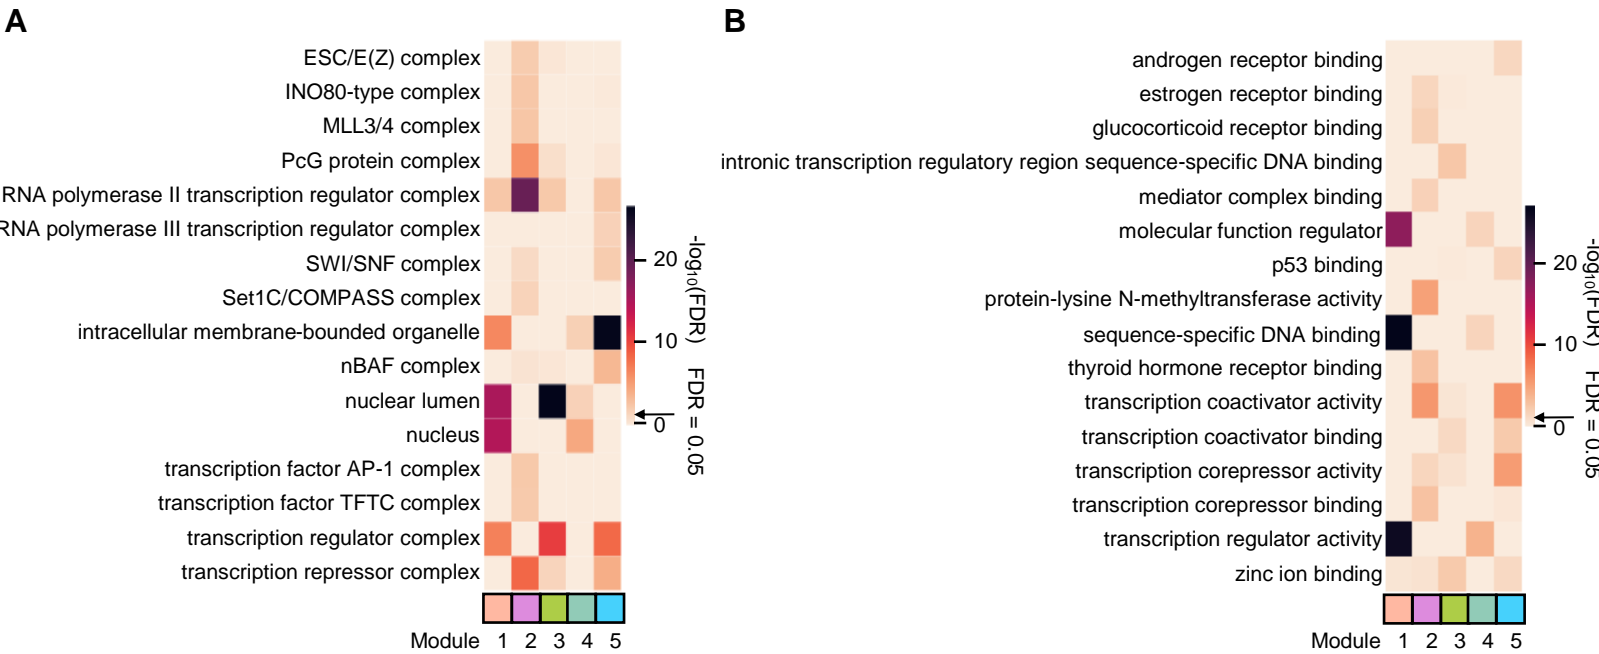 A
ESC/E(Z) complex
INO80-type complex
MLL3/4 complex
PcG protein complex
RNA polymerase II transcription regulator complex
RNA polymerase III transcription regulator complex
SWI/SNF complex
Set1C/COMPASS complex
intracellular membrane-bounded organelle
nBAF complex
nuclear lumen
nucleus
transcription factor AP-1 complex
transcription factor TFTC complex
transcription regulator complex
transcription repressor complex
Module 1 2 3 4 5
20
10
0
-log10(FDR) FDR = 0.05
B
androgen receptor binding
estrogen receptor binding
glucocorticoid receptor binding
intronic transcription regulatory region sequence-specific DNA binding
mediator complex binding
molecular function regulator
p53 binding
protein-lysine N-methyltransferase activity
sequence-specific DNA binding
thyroid hormone receptor binding
transcription coactivator activity
transcription coactivator binding
transcription corepressor activity
transcription corepressor binding
transcription regulator activity
zinc ion binding
Module 1 2 3 4 5
20
10
0
-log10(FDR) FDR = 0.05